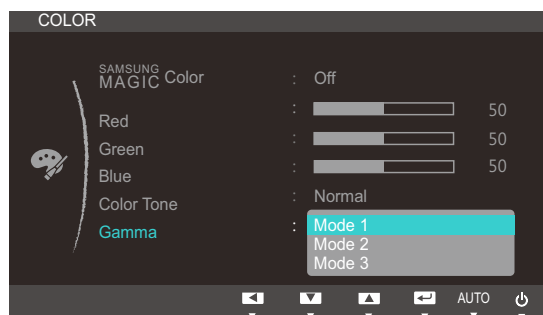 COLOR
SAMSUNG
MAGIC Color : Off
Red : 50
Green : 50
Blue : 50
Color Tone : Normal
Gamma : Mode 1
Mode 2
Mode 3
AUTO